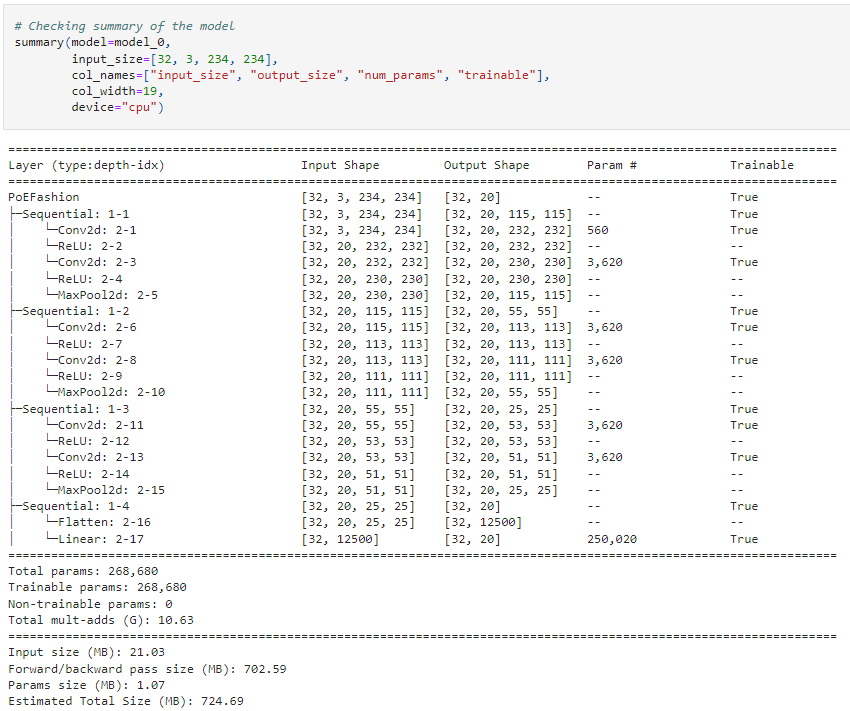 # Checking summary of the model
summary(model=model_0,
        input_size=[32, 3, 234, 234],
        col_names=["input_size", "output_size", "num_params", "trainable"],
        col_width=19,
        device="cpu")
====================================================================================================================
Layer (type:depth-idx)                   Input Shape         Output Shape        Param #             Trainable
====================================================================================================================
PoEFashion                               [32, 3, 234, 234]   [32, 20]            --                  True
├─Sequential: 1-1                        [32, 3, 234, 234]   [32, 20, 115, 115]  --                  True
│    └─Conv2d: 2-1                       [32, 3, 234, 234]   [32, 20, 232, 232]  560                 True
│    └─ReLU: 2-2                         [32, 20, 232, 232]  [32, 20, 232, 232]  --                  --
│    └─Conv2d: 2-3                       [32, 20, 232, 232]  [32, 20, 230, 230]  3,620               True
│    └─ReLU: 2-4                         [32, 20, 230, 230]  [32, 20, 230, 230]  --                  --
│    └─MaxPool2d: 2-5                    [32, 20, 230, 230]  [32, 20, 115, 115]  --                  --
├─Sequential: 1-2                        [32, 20, 115, 115]  [32, 20, 55, 55]    --                  True
│    └─Conv2d: 2-6                       [32, 20, 115, 115]  [32, 20, 113, 113]  3,620               True
│    └─ReLU: 2-7                         [32, 20, 113, 113]  [32, 20, 113, 113]  --                  --
│    └─Conv2d: 2-8                       [32, 20, 113, 113]  [32, 20, 111, 111]  3,620               True
│    └─ReLU: 2-9                         [32, 20, 111, 111]  [32, 20, 111, 111]  --                  --
│    └─MaxPool2d: 2-10                   [32, 20, 111, 111]  [32, 20, 55, 55]    --                  --
├─Sequential: 1-3                        [32, 20, 55, 55]    [32, 20, 25, 25]    --                  True
│    └─Conv2d: 2-11                      [32, 20, 55, 55]    [32, 20, 53, 53]    3,620               True
│    └─ReLU: 2-12                        [32, 20, 53, 53]    [32, 20, 53, 53]    --                  --
│    └─Conv2d: 2-13                      [32, 20, 53, 53]    [32, 20, 51, 51]    3,620               True
│    └─ReLU: 2-14                        [32, 20, 51, 51]    [32, 20, 51, 51]    --                  --
│    └─MaxPool2d: 2-15                   [32, 20, 51, 51]    [32, 20, 25, 25]    --                  --
├─Sequential: 1-4                        [32, 20, 25, 25]    [32, 20]            --                  True
│    └─Flatten: 2-16                     [32, 20, 25, 25]    [32, 12500]         --                  --
│    └─Linear: 2-17                      [32, 12500]         [32, 20]            250,020             True
====================================================================================================================
Total params: 268,680
Trainable params: 268,680
Non-trainable params: 0
Total mult-adds (G): 10.63
====================================================================================================================
Input size (MB): 21.03
Forward/backward pass size (MB): 702.59
Params size (MB): 1.07
Estimated Total Size (MB): 724.69